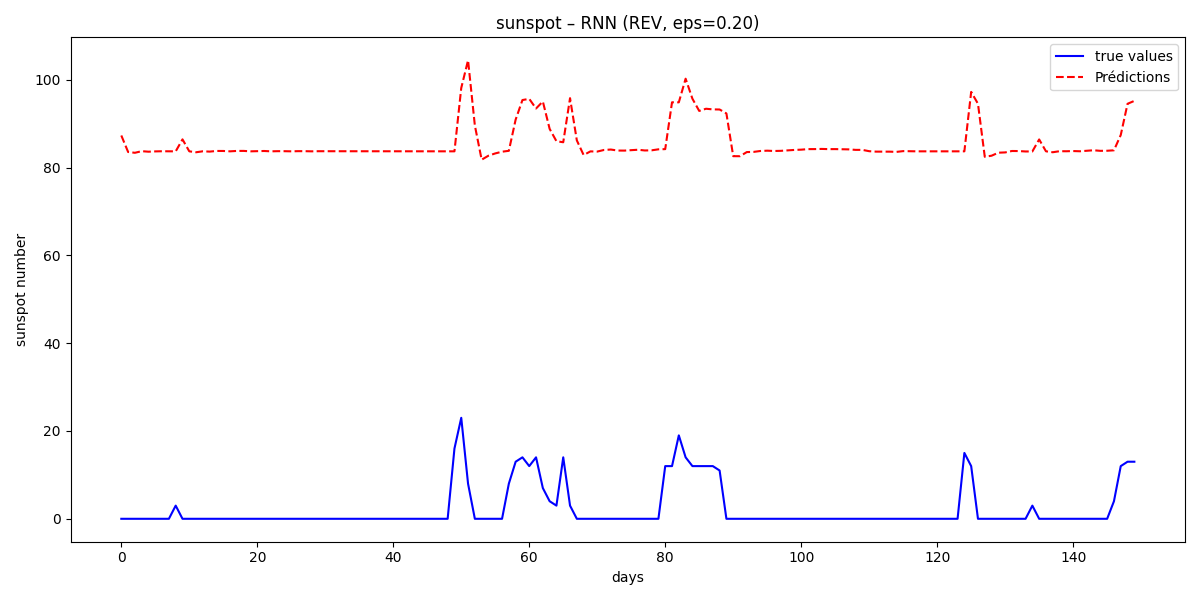 sunspot – RNN (REV, eps=0.20)
true values
Prédictions
sunspot number
100
80
60
40
20
0
0 20 40 60 80 100 120 140
days